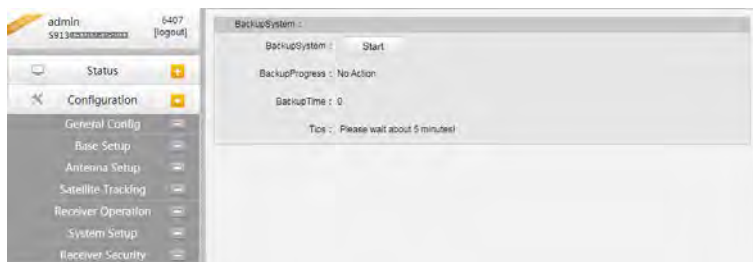 admin 6407
[logout]
Status
Configuration
General Config
Base Setup
Antenna Setup
Satellite Tracking
Receiver Operation
System Setup
Receiver Security
BackupSystem :
BackupSystem : Start
BackupProgress : No Action
BackupTime : 0
Tips : Please wait about 5 minutes!